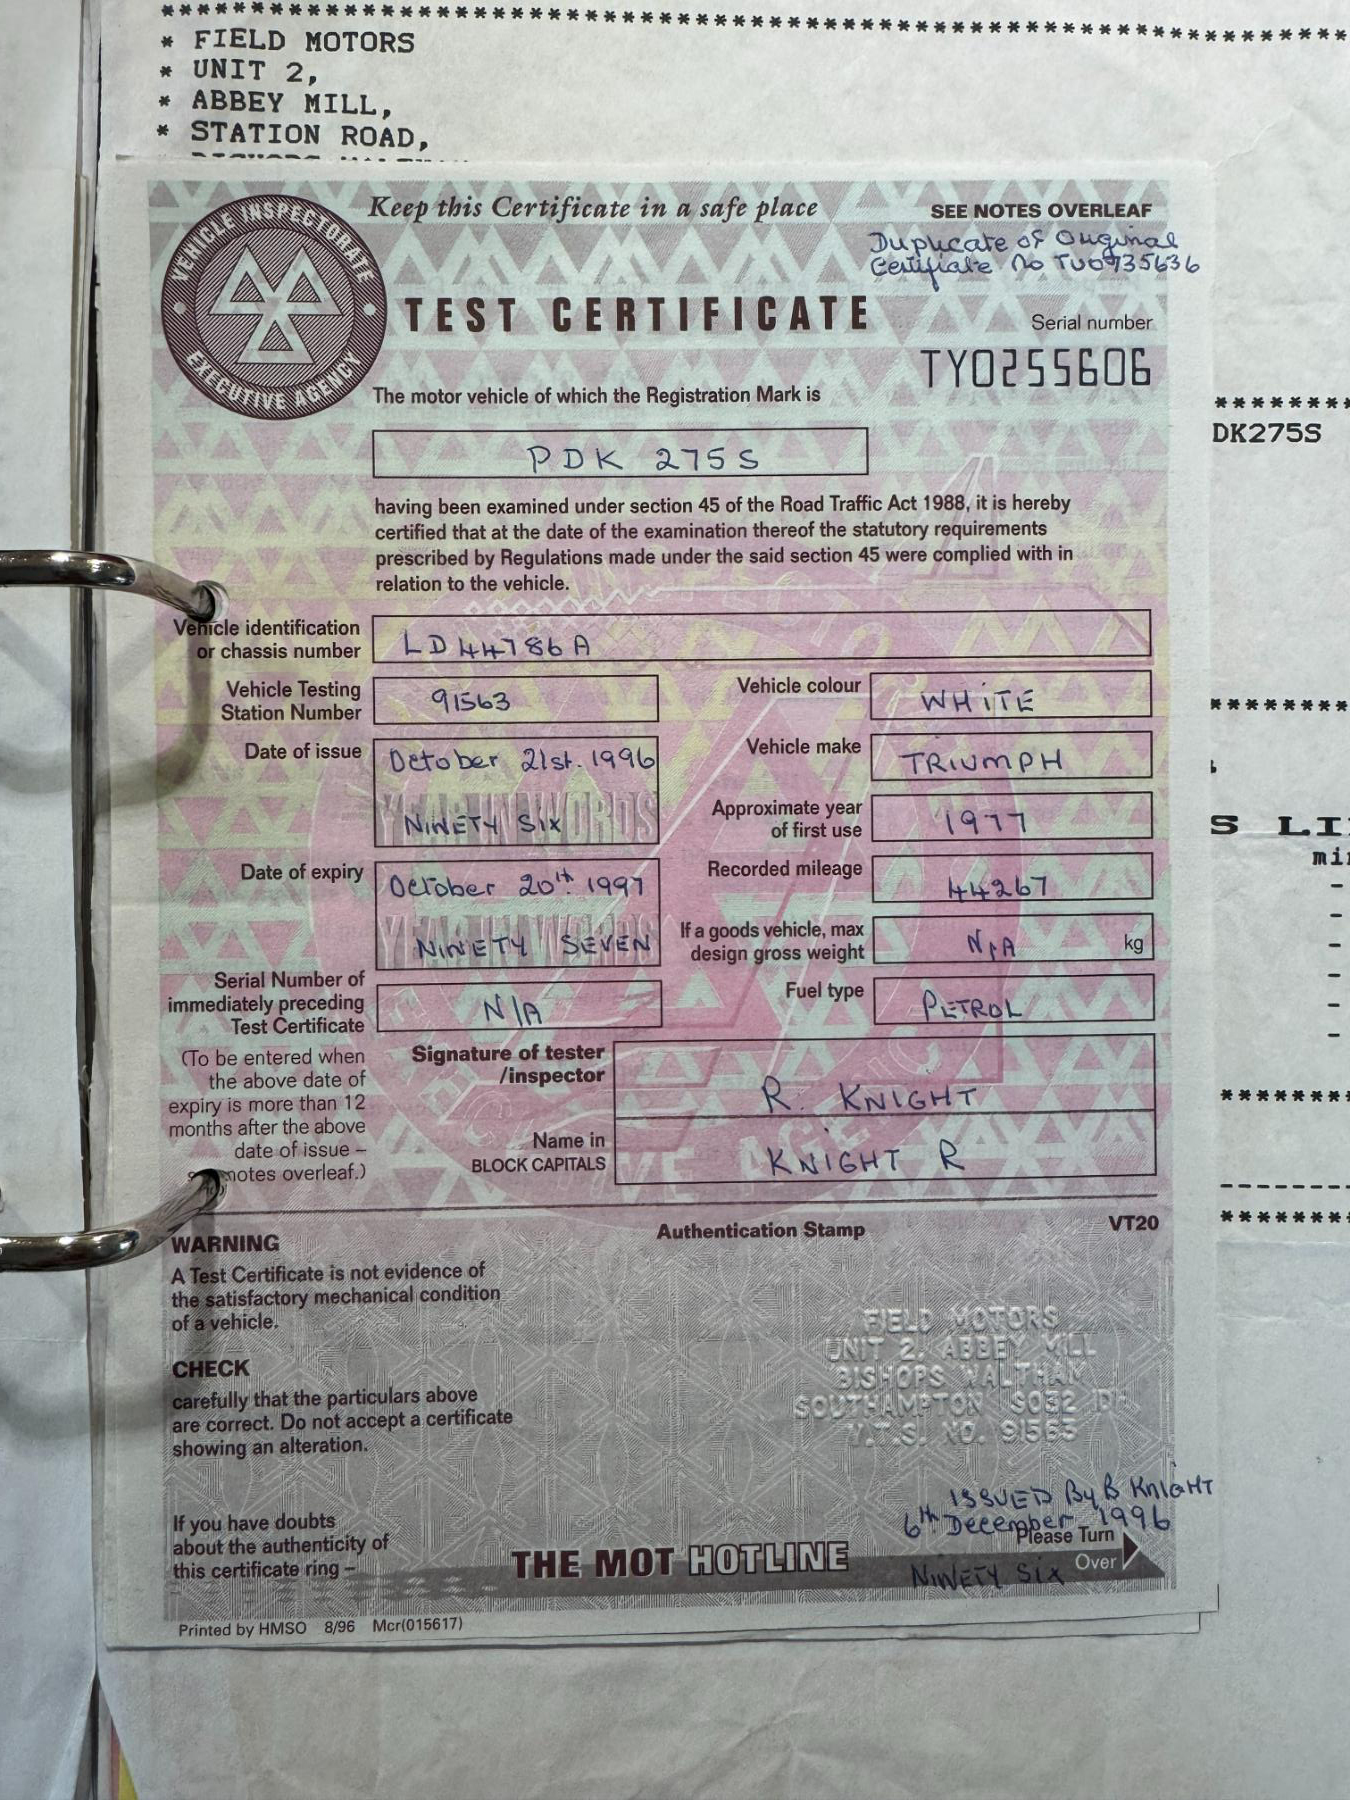 ********************************************************
* FIELD MOTORS
* UNIT 2,
* ABBEY MILL,
* STATION ROAD,
VEHICLE INSPECTORATE
EXECUTIVE AGENCY
Keep this Certificate in a safe place
SEE NOTES OVERLEAF
Duplicate of Original
Certifiate No TU0935636
TEST CERTIFICATE
Serial number
TY0255606
The motor vehicle of which the Registration Mark is
********
DK275S
PDK 275S
having been examined under section 45 of the Road Traffic Act 1988, it is hereby
certified that at the date of the examination thereof the statutory requirements
prescribed by Regulations made under the said section 45 were complied with in
relation to the vehicle.
Vehicle identification
or chassis number
LD44786A
Vehicle Testing
Station Number
91563
Vehicle colour
WHITE
********
Date of issue
October 21st. 1996
YEAR IN WORDS
NINETY SIX
Vehicle make
TRIUMPH
Approximate year
of first use
1977
S LI
mi
Date of expiry
October 20th 1997
YEAR IN WORDS
NINETY SEVEN
Recorded mileage
44267
If a goods vehicle, max
design gross weight
N/A
kg
Serial Number of
immediately preceding
Test Certificate
N/A
Fuel type
PETROL
(To be entered when
the above date of
expiry is more than 12
months after the above
date of issue –
notes overleaf.)
Signature of tester
/inspector
R. KNIGHT
Name in
BLOCK CAPITALS
KNIGHT R
********
--------
********
Authentication Stamp
VT20
WARNING
A Test Certificate is not evidence of
the satisfactory mechanical condition
of a vehicle.
FIELD MOTORS
UNIT 2, ABBEY MILL
BISHOPS WALTHAM
SOUTHAMPTON SO32
V.T.S. NO. 91563
CHECK
carefully that the particulars above
are correct. Do not accept a certificate
showing an alteration.
ISSUED By R KNIGHT
6th December 1996
NINETY SIX
If you have doubts
about the authenticity of
this certificate ring –
THE MOT HOTLINE
Please Turn
Over
Printed by HMSO 8/96 Mcr(015617)